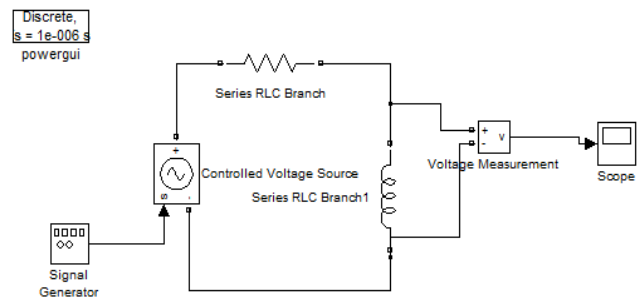 Discrete,
s = 1e-006 s
powergui
Series RLC Branch
+
v
-
Voltage Measurement
Scope
+
Controlled Voltage Source
s
-
Series RLC Branch1
Signal
Generator